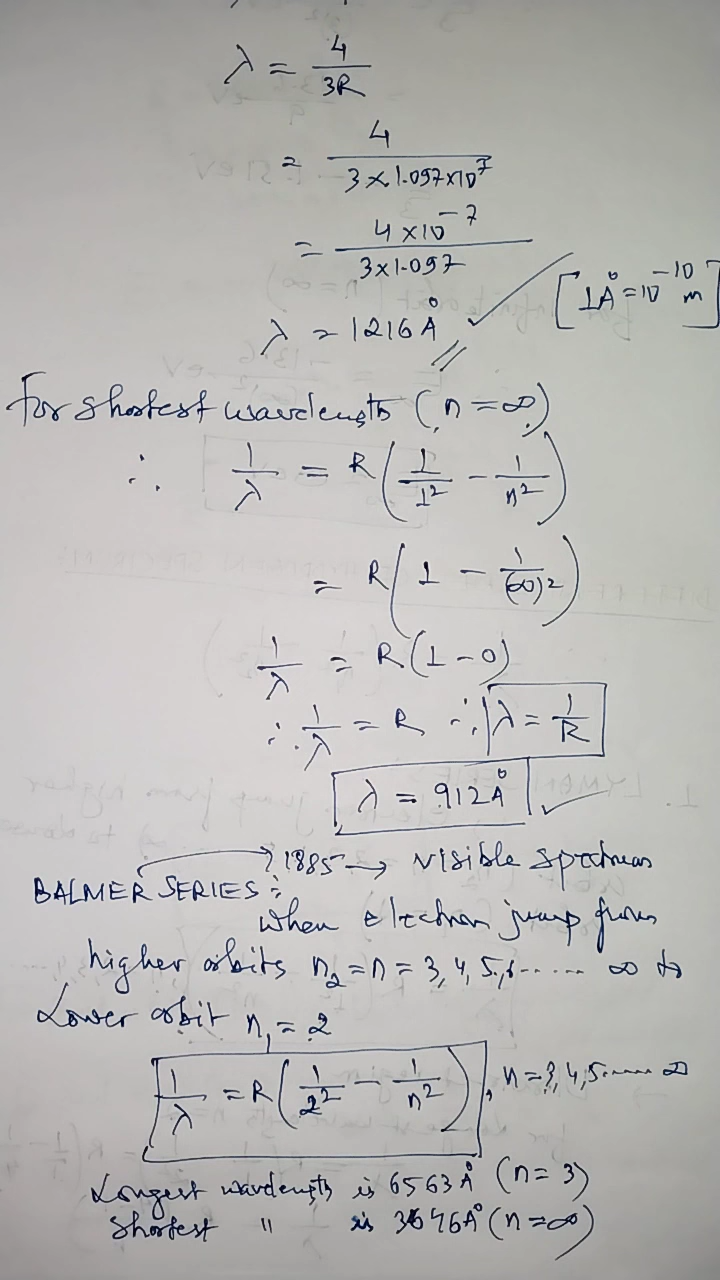 λ = 4/3R
= 4/(3×1.097×10^7)
= 4×10^-7/(3×1.097)
[1Å = 10^-10 m]
λ = 1216 Å
For shortest wavelength (n = ∞)
∴ 1/λ = R(1/1² - 1/n²)
= R(1 - 1/(∞)²)
1/λ = R(1-0)
∴ 1/λ = R ∴ λ = 1/R
λ = 912Å
BALMER SERIES : 1885 → visible spectrum
when electron jump from
higher orbits n₂ = n = 3, 4, 5, 6 ...... ∞ to
Lower orbit n₁ = 2
1/λ = R(1/2² - 1/n²), n = 3, 4, 5 ..... ∞
Longest wavelength is 6563Å (n = 3)
Shortest " is 3646Å (n = ∞)